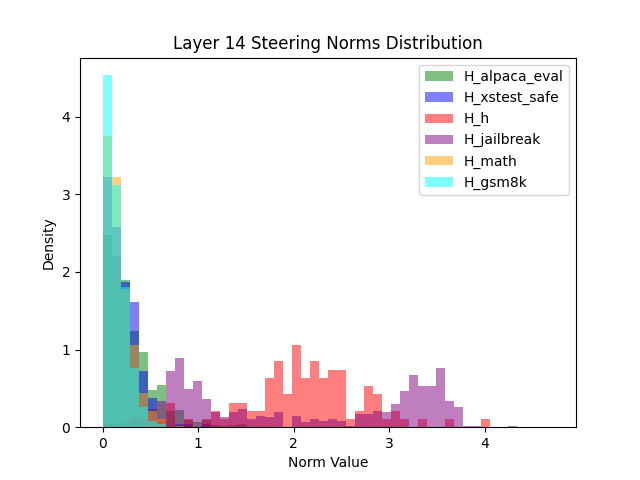 Layer 14 Steering Norms Distribution
H_alpaca_eval
H_xstest_safe
H_h
H_jailbreak
H_math
H_gsm8k
Density
4
3
2
1
0
0 1 2 3 4
Norm Value